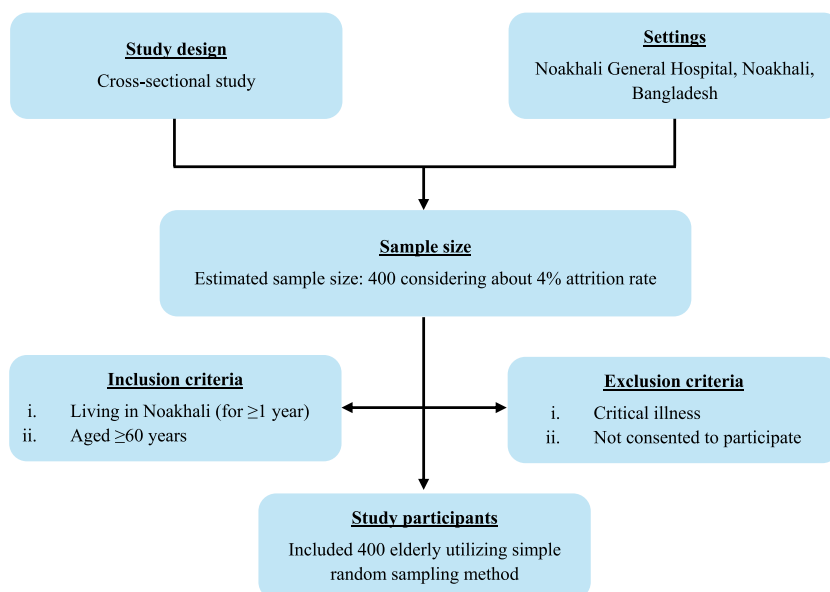 Study design
Cross-sectional study
Settings
Noakhali General Hospital, Noakhali,
Bangladesh
Sample size
Estimated sample size: 400 considering about 4% attrition rate
Inclusion criteria
i. Living in Noakhali (for ≥1 year)
ii. Aged ≥60 years
Exclusion criteria
i. Critical illness
ii. Not consented to participate
Study participants
Included 400 elderly utilizing simple
random sampling method